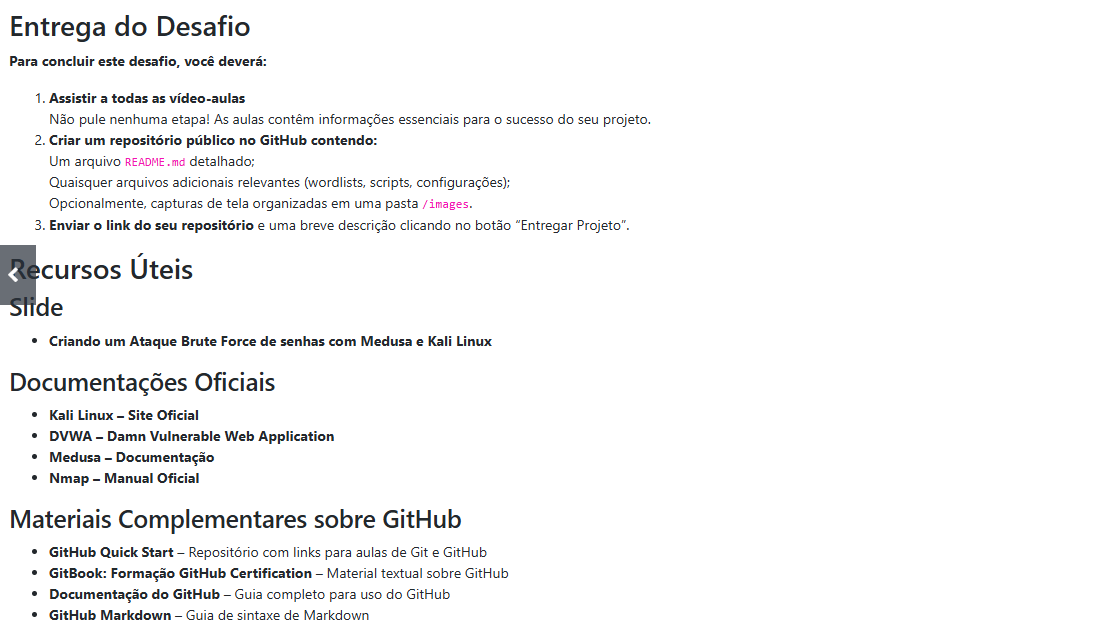 Entrega do Desafio
Para concluir este desafio, você deverá:
1. Assistir a todas as vídeo-aulas
Não pule nenhuma etapa! As aulas contêm informações essenciais para o sucesso do seu projeto.
2. Criar um repositório público no GitHub contendo:
Um arquivo README.md detalhado;
Quaisquer arquivos adicionais relevantes (wordlists, scripts, configurações);
Opcionalmente, capturas de tela organizadas em uma pasta /images.
3. Enviar o link do seu repositório e uma breve descrição clicando no botão “Entregar Projeto”.
Recursos Úteis
Slide
• Criando um Ataque Brute Force de senhas com Medusa e Kali Linux
Documentações Oficiais
• Kali Linux – Site Oficial
• DVWA – Damn Vulnerable Web Application
• Medusa – Documentação
• Nmap – Manual Oficial
Materiais Complementares sobre GitHub
• GitHub Quick Start – Repositório com links para aulas de Git e GitHub
• GitBook: Formação GitHub Certification – Material textual sobre GitHub
• Documentação do GitHub – Guia completo para uso do GitHub
• GitHub Markdown – Guia de sintaxe de Markdown